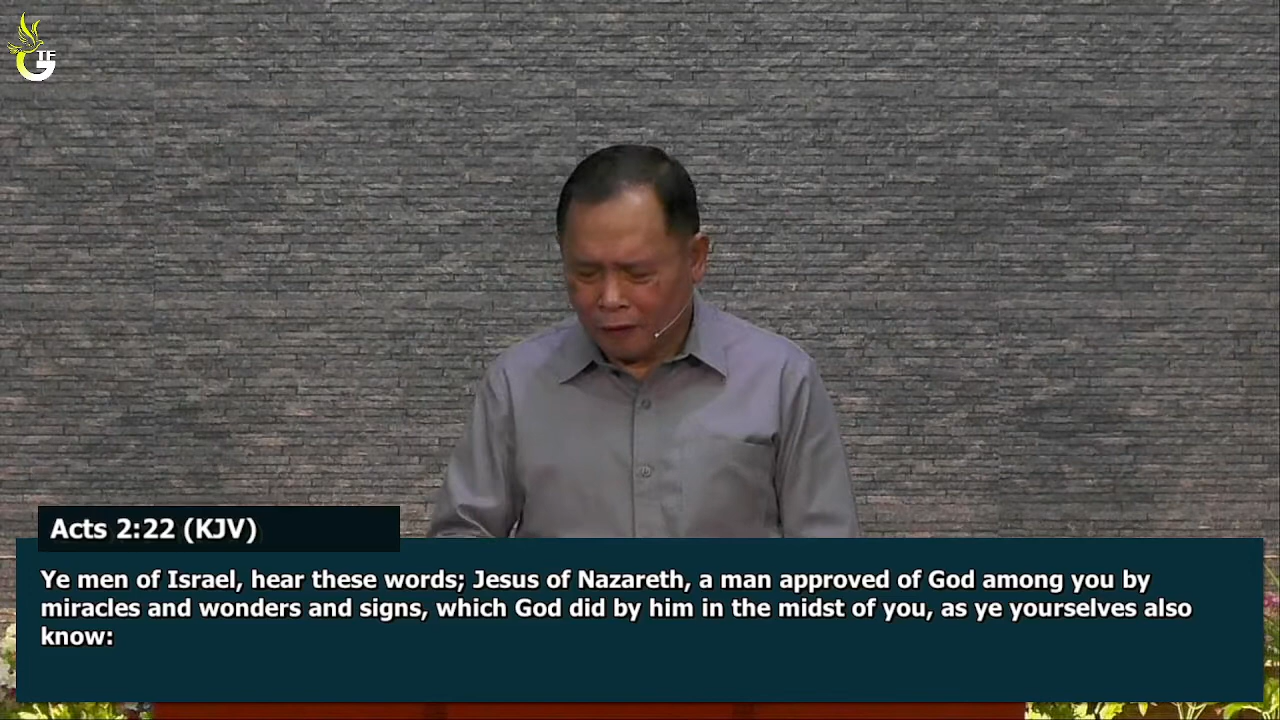 GTF
Acts 2:22 (KJV)
Ye men of Israel, hear these words; Jesus of Nazareth, a man approved of God among you by
miracles and wonders and signs, which God did by him in the midst of you, as ye yourselves also
know: